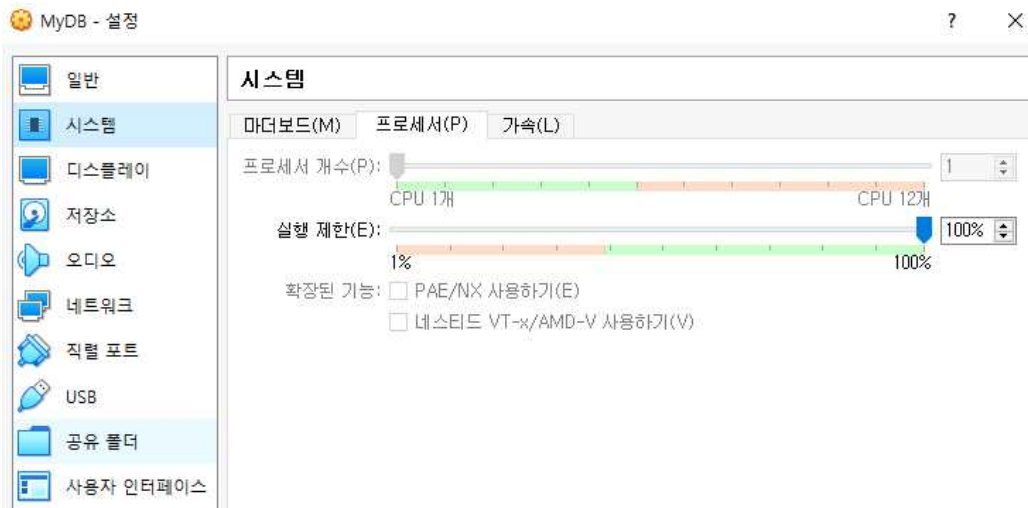 MyDB - 설정
?
×
일반
시스템
디스플레이
저장소
오디오
네트워크
직렬 포트
USB
공유 폴더
사용자 인터페이스
시스템
마더보드(M) 프로세서(P) 가속(L)
프로세서 개수(P): 1
CPU 1개 CPU 12개
실행 제한(E): 100%
1% 100%
확장된 기능: PAE/NX 사용하기(E)
네스티드 VT-x/AMD-V 사용하기(V)